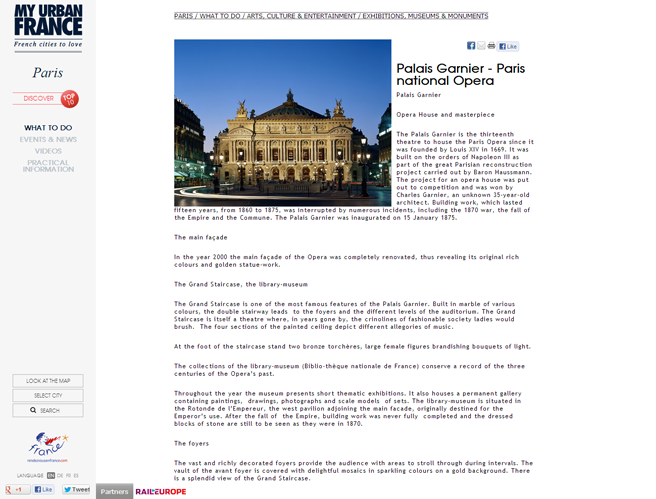 MY URBAN
FRANCE
French cities to love
Paris
DISCOVER TOP 10
WHAT TO DO
EVENTS & NEWS
VIDEOS
PRACTICAL
INFORMATION
LOOK AT THE MAP
SELECT CITY
SEARCH
france
rendezvousenfrance.com
LANGUAGE EN DE FR ES
+1 Like Tweet
PARIS / WHAT TO DO / ARTS, CULTURE & ENTERTAINMENT / EXHIBITIONS, MUSEUMS & MONUMENTS
Like
Palais Garnier - Paris
national Opera
Palais Garnier
Opera House and masterpiece
The Palais Garnier is the thirteenth
theatre to house the Paris Opera since it
was founded by Louis XIV in 1669. It was
built on the orders of Napoleon III as
part of the great Parisian reconstruction
project carried out by Baron Haussmann.
The project for an opera house was put
out to competition and was won by
Charles Garnier, an unknown 35-year-old
architect. Building work, which lasted
fifteen years, from 1860 to 1875, was interrupted by numerous incidents, including the 1870 war, the fall of
the Empire and the Commune. The Palais Garnier was inaugurated on 15 January 1875.
The main façade
In the year 2000 the main façade of the Opera was completely renovated, thus revealing its original rich
colours and golden statue-work.
The Grand Staircase, the library-museum
The Grand Staircase is one of the most famous features of the Palais Garnier. Built in marble of various
colours, the double stairway leads to the foyers and the different levels of the auditorium. The Grand
Staircase is itself a theatre where, in years gone by, the crinolines of fashionable society ladies would
brush. The four sections of the painted ceiling depict different allegories of music.
At the foot of the staircase stand two bronze torchères, large female figures brandishing bouquets of light.
The collections of the library-museum (Biblio-thèque nationale de France) conserve a record of the three
centuries of the Opera's past.
Throughout the year the museum presents short thematic exhibitions. It also houses a permanent gallery
containing paintings, drawings, photographs and scale models of sets. The library-museum is situated in
the Rotonde de l'Empereur, the west pavilion adjoining the main facade, originally destined for the
Emperor's use. After the fall of the Empire, building work was never fully completed and the dressed
blocks of stone are still to be seen as they were in 1870.
The foyers
The vast and richly decorated foyers provide the audience with areas to stroll through during intervals. The
vault of the avant foyer is covered with delightful mosaics in sparkling colours on a gold background. There
is a splendid view of the Grand Staircase.
Partners RAILEUROPE